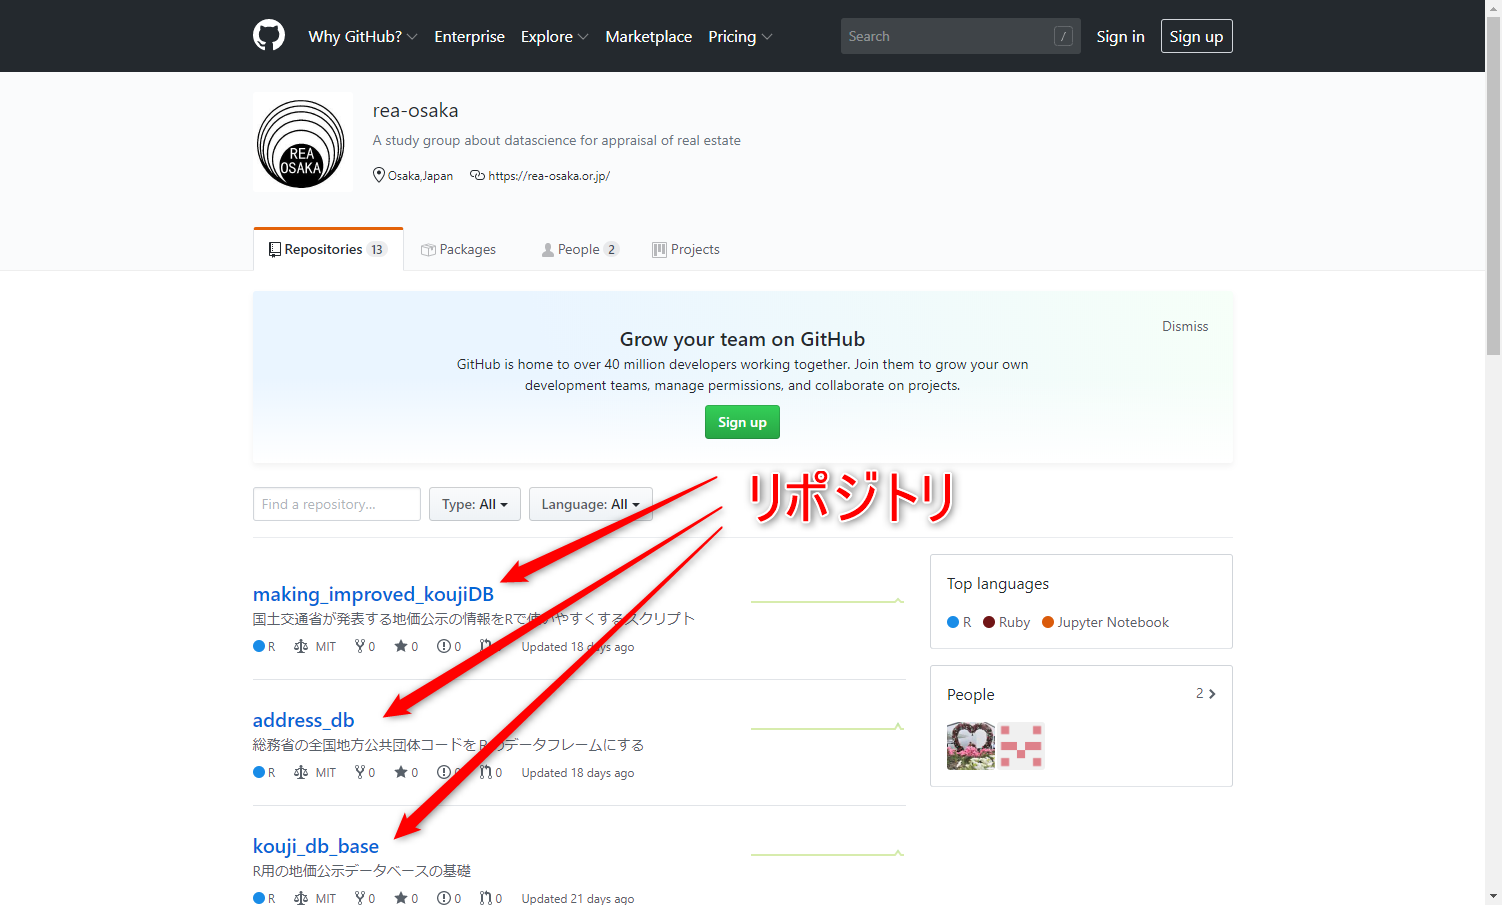 Why GitHub? Enterprise Explore Marketplace Pricing Search / Sign in Sign up
REA
OSAKA
rea-osaka
A study group about datascience for appraisal of real estate
Osaka,Japan https://rea-osaka.or.jp/
Repositories 13 Packages People 2 Projects
Dismiss
Grow your team on GitHub
GitHub is home to over 40 million developers working together. Join them to grow your own
development teams, manage permissions, and collaborate on projects.
Sign up
リポジトリ
Find a repository... Type: All Language: All
making_improved_koujiDB
国土交通省が発表する地価公示の情報をRで使いやすくするスクリプト
R MIT 0 0 0 Updated 18 days ago
address_db
総務省の全国地方公共団体コードをRのデータフレームにする
R MIT 0 0 0 0 Updated 18 days ago
kouji_db_base
R用の地価公示データベースの基礎
R MIT 0 0 0 0 Updated 21 days ago
Top languages
R Ruby Jupyter Notebook
People 2